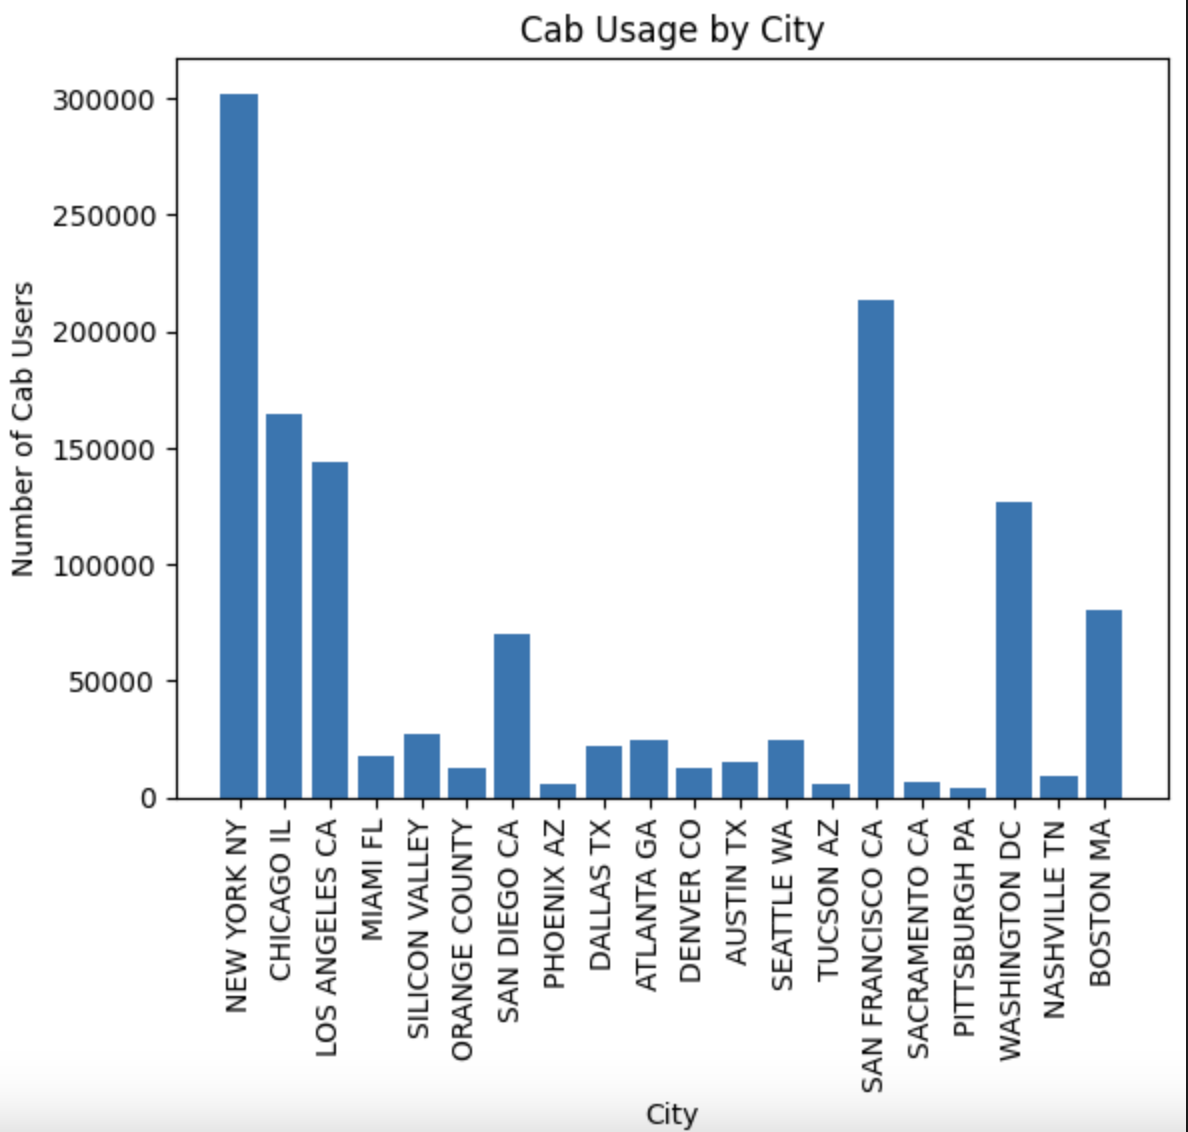 Cab Usage by City
Number of Cab Users
300000
250000
200000
150000
100000
50000
0
NEW YORK NY
CHICAGO IL
LOS ANGELES CA
MIAMI FL
SILICON VALLEY
ORANGE COUNTY
SAN DIEGO CA
PHOENIX AZ
DALLAS TX
ATLANTA GA
DENVER CO
AUSTIN TX
SEATTLE WA
TUCSON AZ
SAN FRANCISCO CA
SACRAMENTO CA
PITTSBURGH PA
WASHINGTON DC
NASHVILLE TN
BOSTON MA
City